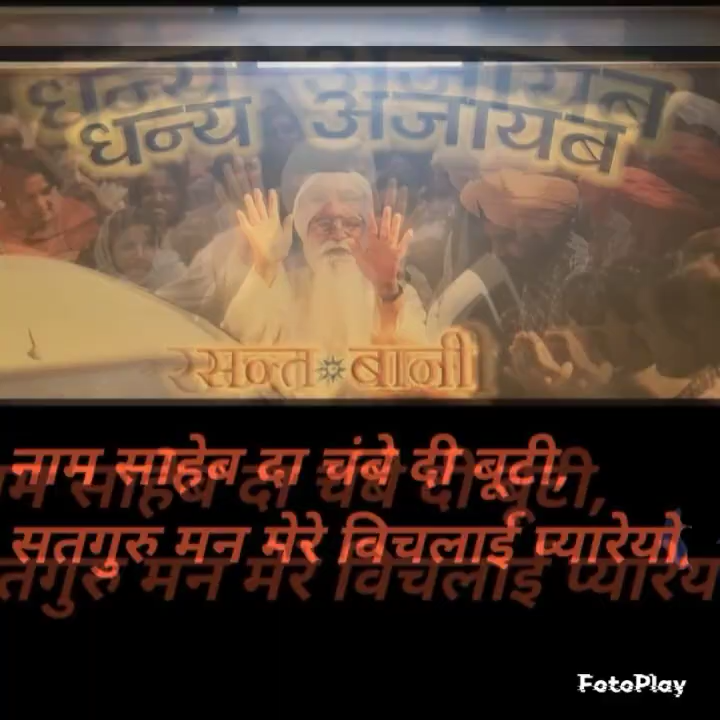 धन्य अजायब
सन्त बानी
नाम साहेब दा चंबे दी बूटी,
सतगुरु मन मेरे विचलाई प्यारेयो,
FotoPlay